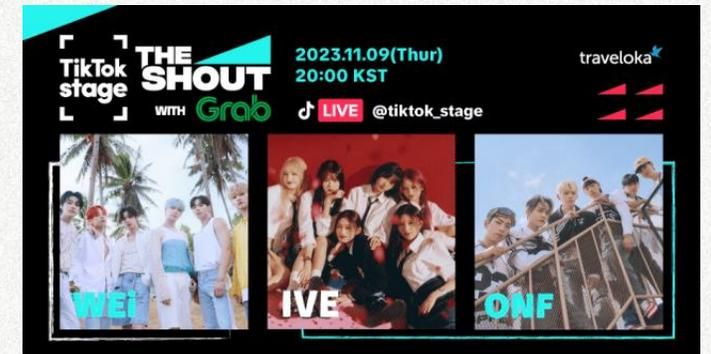 TikTok
stage
THE
SHOUT
WITH Grab
2023.11.09(Thur)
20:00 KST
LIVE @tiktok_stage
traveloka
WEi
IVE
ONF